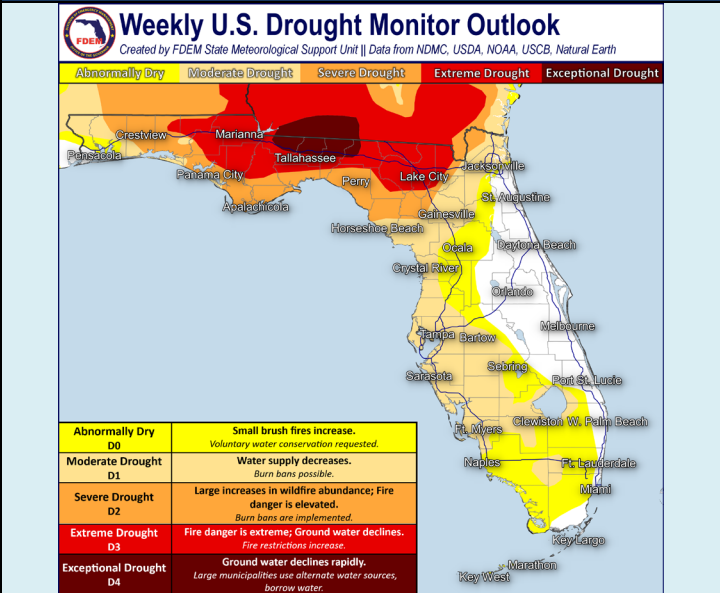 FDEM
Weekly U.S. Drought Monitor Outlook
Created by FDEM State Meteorological Support Unit || Data from NDMC, USDA, NOAA, USCB, Natural Earth
Abnormally Dry Moderate Drought Severe Drought Extreme Drought Exceptional Drought
Crestview
Marianna
Pensacola
Tallahassee
Jacksonville
Panama City
Perry
Lake City
Apalachicola
St. Augustine
Gainesville
Horseshoe Beach
Ocala
Daytona Beach
Crystal River
Orlando
Melbourne
Tampa
Bartow
Sebring
Sarasota
Port St. Lucie
Clewiston
W. Palm Beach
Ft. Myers
Naples
Ft. Lauderdale
Miami
Key Largo
Marathon
Key West
Abnormally Dry
D0
Small brush fires increase.
Voluntary water conservation requested.
Moderate Drought
D1
Water supply decreases.
Burn bans possible.
Severe Drought
D2
Large increases in wildfire abundance; Fire
danger is elevated.
Burn bans are implemented.
Extreme Drought
D3
Fire danger is extreme; Ground water declines.
Fire restrictions increase.
Exceptional Drought
D4
Ground water declines rapidly.
Large municipalities use alternate water sources,
borrow water.